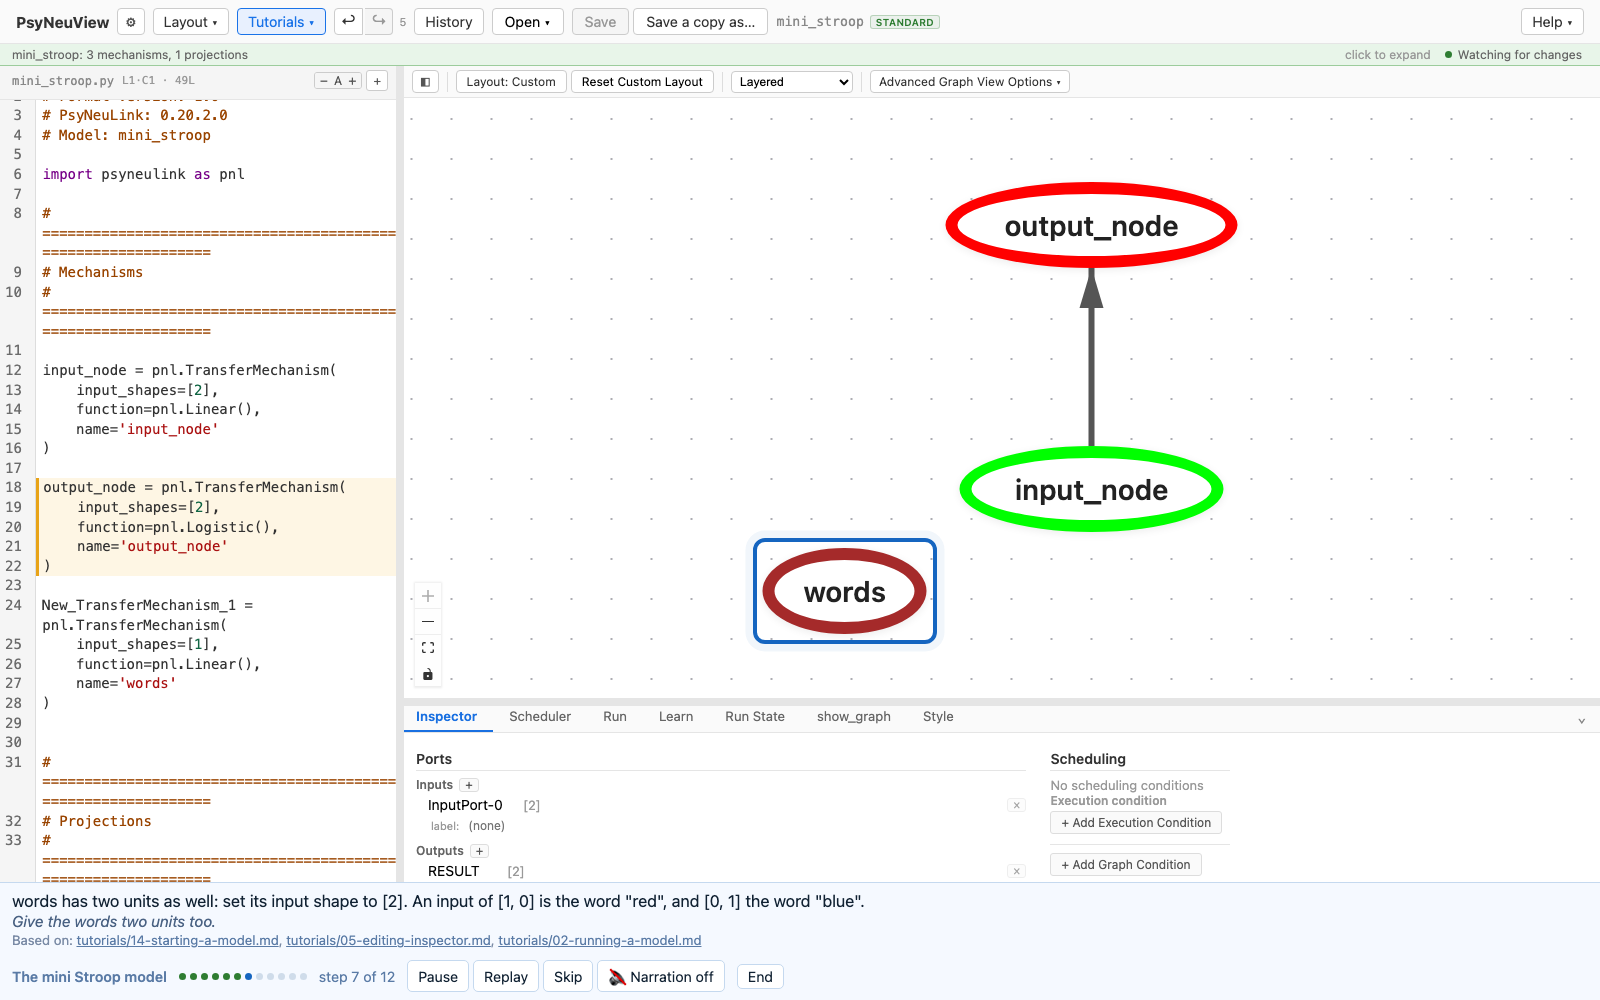 PsyNeuView ⚙ Layout ▾ Tutorials ▾ ↩ ↪ 5 History Open ▾ Save Save a copy as... mini_stroop STANDARD Help ▾
mini_stroop: 3 mechanisms, 1 projections click to expand ● Watching for changes
mini_stroop.py L1:C1 · 49L − A + +
Layout: Custom Reset Custom Layout Layered Advanced Graph View Options ▾
3 # PsyNeuLink: 0.20.2.0
4 # Model: mini_stroop
5
6 import psyneulink as pnl
7
8 #
==========================================
====================
9 # Mechanisms
10 #
==========================================
====================
11
12 input_node = pnl.TransferMechanism(
13 input_shapes=[2],
14 function=pnl.Linear(),
15 name='input_node'
16 )
17
18 output_node = pnl.TransferMechanism(
19 input_shapes=[2],
20 function=pnl.Logistic(),
21 name='output_node'
22 )
23
24 New_TransferMechanism_1 =
pnl.TransferMechanism(
25 input_shapes=[1],
26 function=pnl.Linear(),
27 name='words'
28 )
29
30
31 #
==========================================
====================
32 # Projections
33 #
==========================================
====================
output_node
input_node
words
Inspector Scheduler Run Learn Run State show_graph Style
Ports
Inputs +
InputPort-0 [2] x
label: (none)
Outputs +
RESULT [2] x
Scheduling
No scheduling conditions
Execution condition
+ Add Execution Condition
+ Add Graph Condition
words has two units as well: set its input shape to [2]. An input of [1, 0] is the word "red", and [0, 1] the word "blue".
Give the words two units too.
Based on: tutorials/14-starting-a-model.md, tutorials/05-editing-inspector.md, tutorials/02-running-a-model.md
The mini Stroop model step 7 of 12 Pause Replay Skip Narration off End